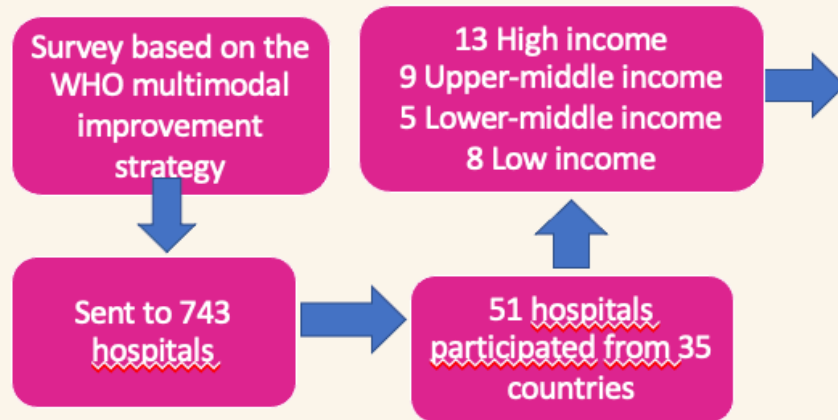 Survey based on the
WHO multimodal
improvement
strategy
Sent to 743
hospitals
51 hospitals
participated from 35
countries
13 High income
9 Upper-middle income
5 Lower-middle income
8 Low income